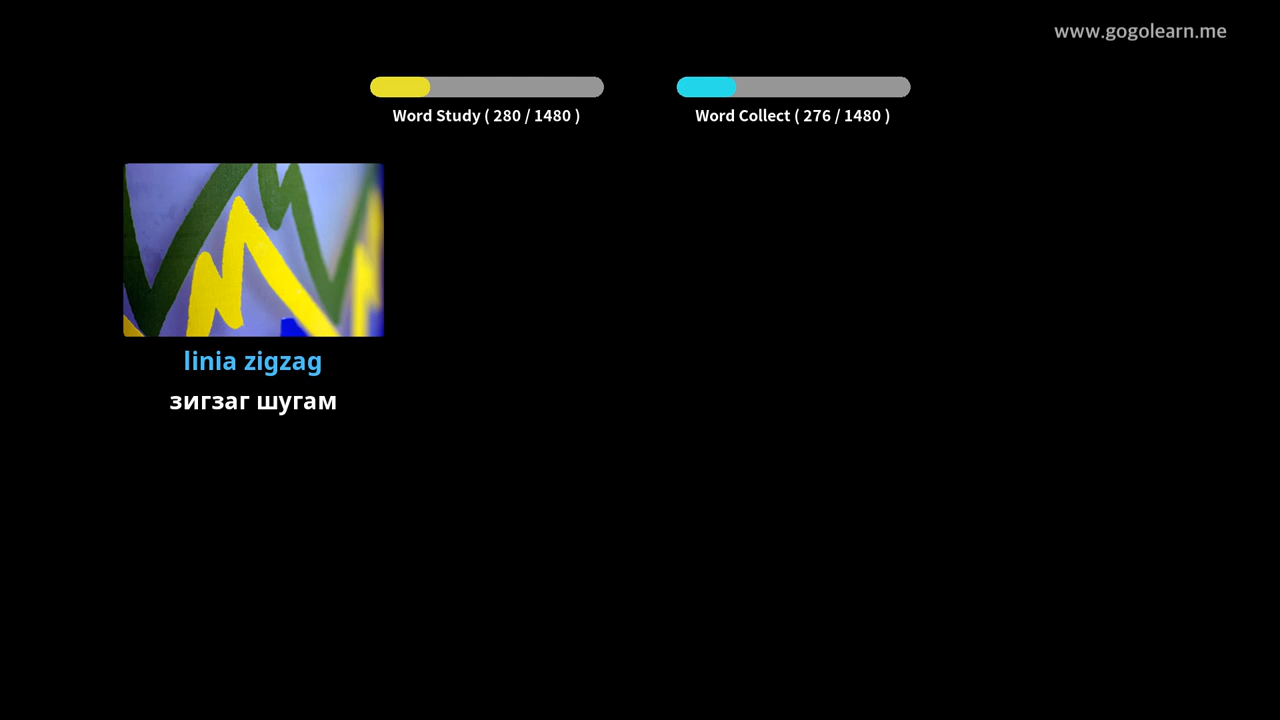 www.gogolearn.me
Word Study ( 280 / 1480 )
Word Collect ( 276 / 1480 )
linia zigzag
зигзаг шугам